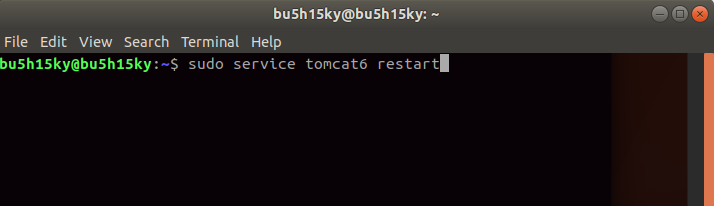 bu5h15ky@bu5h15ky: ~
File Edit View Search Terminal Help
bu5h15ky@bu5h15ky:~$ sudo service tomcat6 restart